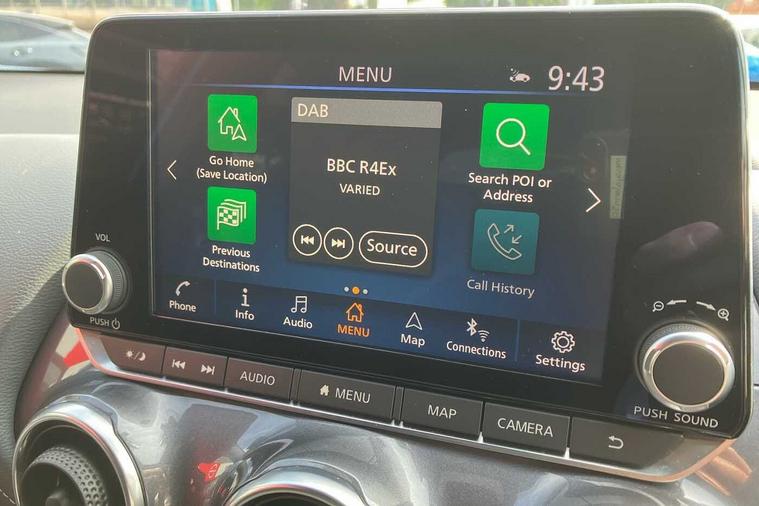 MENU
9:43
DAB
BBC R4Ex
VARIED
Source
Go Home
(Save Location)
Previous
Destinations
Search POI or
Address
Call History
Phone
Info
Audio
MENU
Map
Connections
Settings
VOL
PUSH
AUDIO
MENU
MAP
CAMERA
PUSH SOUND